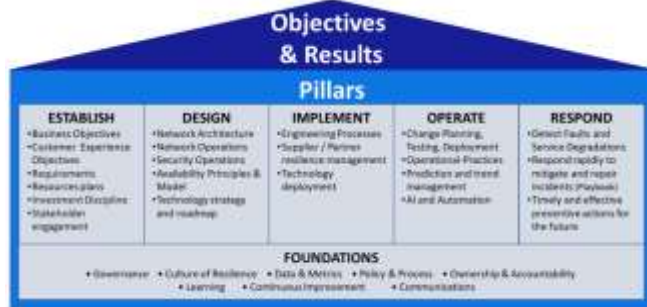 Objectives
& Results
Pillars
ESTABLISH
•Business Objectives
•Customer Experience
Objectives
•Requirements
•Resources plans
•Investment Discipline
•Stakeholder
engagement
DESIGN
•Network Architecture
•Network Operations
•Security Operations
•Availability Principles &
Model
•Technology strategy
and roadmap
IMPLEMENT
•Engineering Processes
•Supplier / Partner
resilience management
•Technology
deployment
OPERATE
•Change Planning,
Testing, Deployment
•Operational Practices
•Prediction and trend
management
•AI and Automation
RESPOND
•Detect Faults and
Service Degradations
•Respond rapidly to
mitigate and repair
incidents (Playbook)
•Timely and effective
preventive actions for
the future
FOUNDATIONS
• Governance • Culture of Resilience • Data & Metrics • Policy & Process • Ownership & Accountability
• Learning • Continuous Improvement • Communications